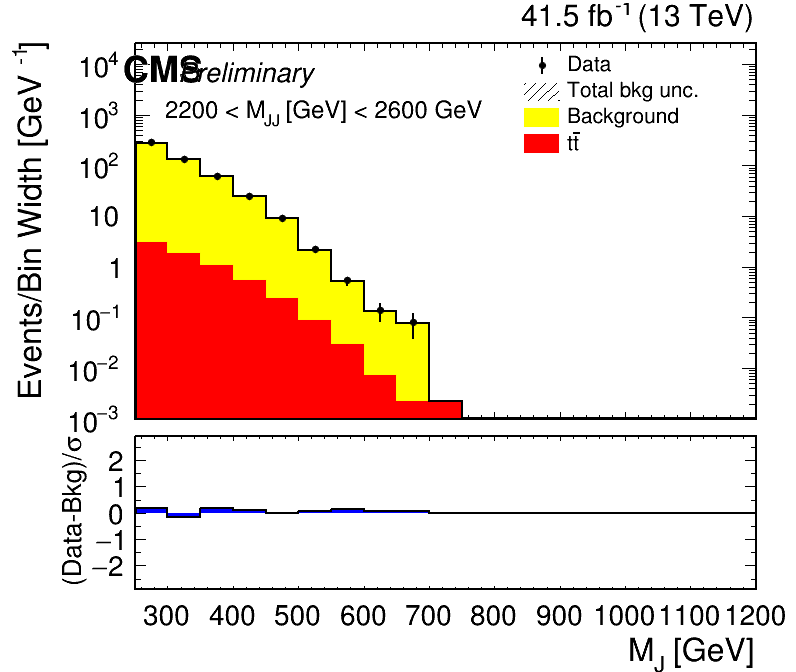 41.5 fb⁻¹ (13 TeV)
CMS Preliminary
2200 < M_JJ [GeV] < 2600 GeV
Data
Total bkg unc.
Background
tt̄
Events/Bin Width [GeV⁻¹]
10⁴
10³
10²
10
1
10⁻¹
10⁻²
10⁻³
(Data-Bkg)/σ
2
1
0
−1
−2
300 400 500 600 700 800 900 1000 1100 1200
M_J [GeV]